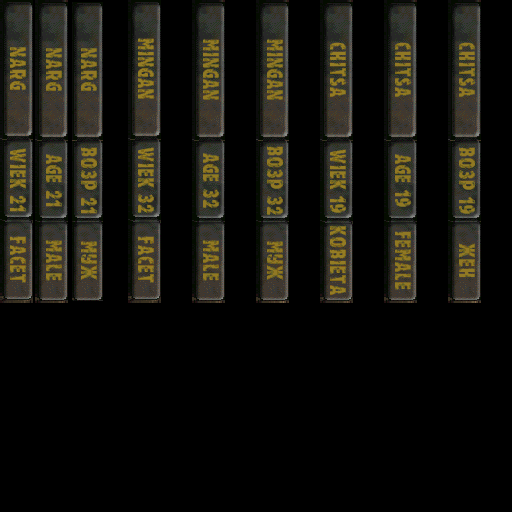 NARG
NARG
NARG
MINGAN
MINGAN
MINGAN
CHITSA
CHITSA
CHITSA
WIEK 21
AGE 21
ВОЗР 21
WIEK 32
AGE 32
ВОЗР 32
WIEK 19
AGE 19
ВОЗР 19
FACET
MALE
МУЖ
FACET
MALE
МУЖ
KOBIETA
FEMALE
ЖЕН